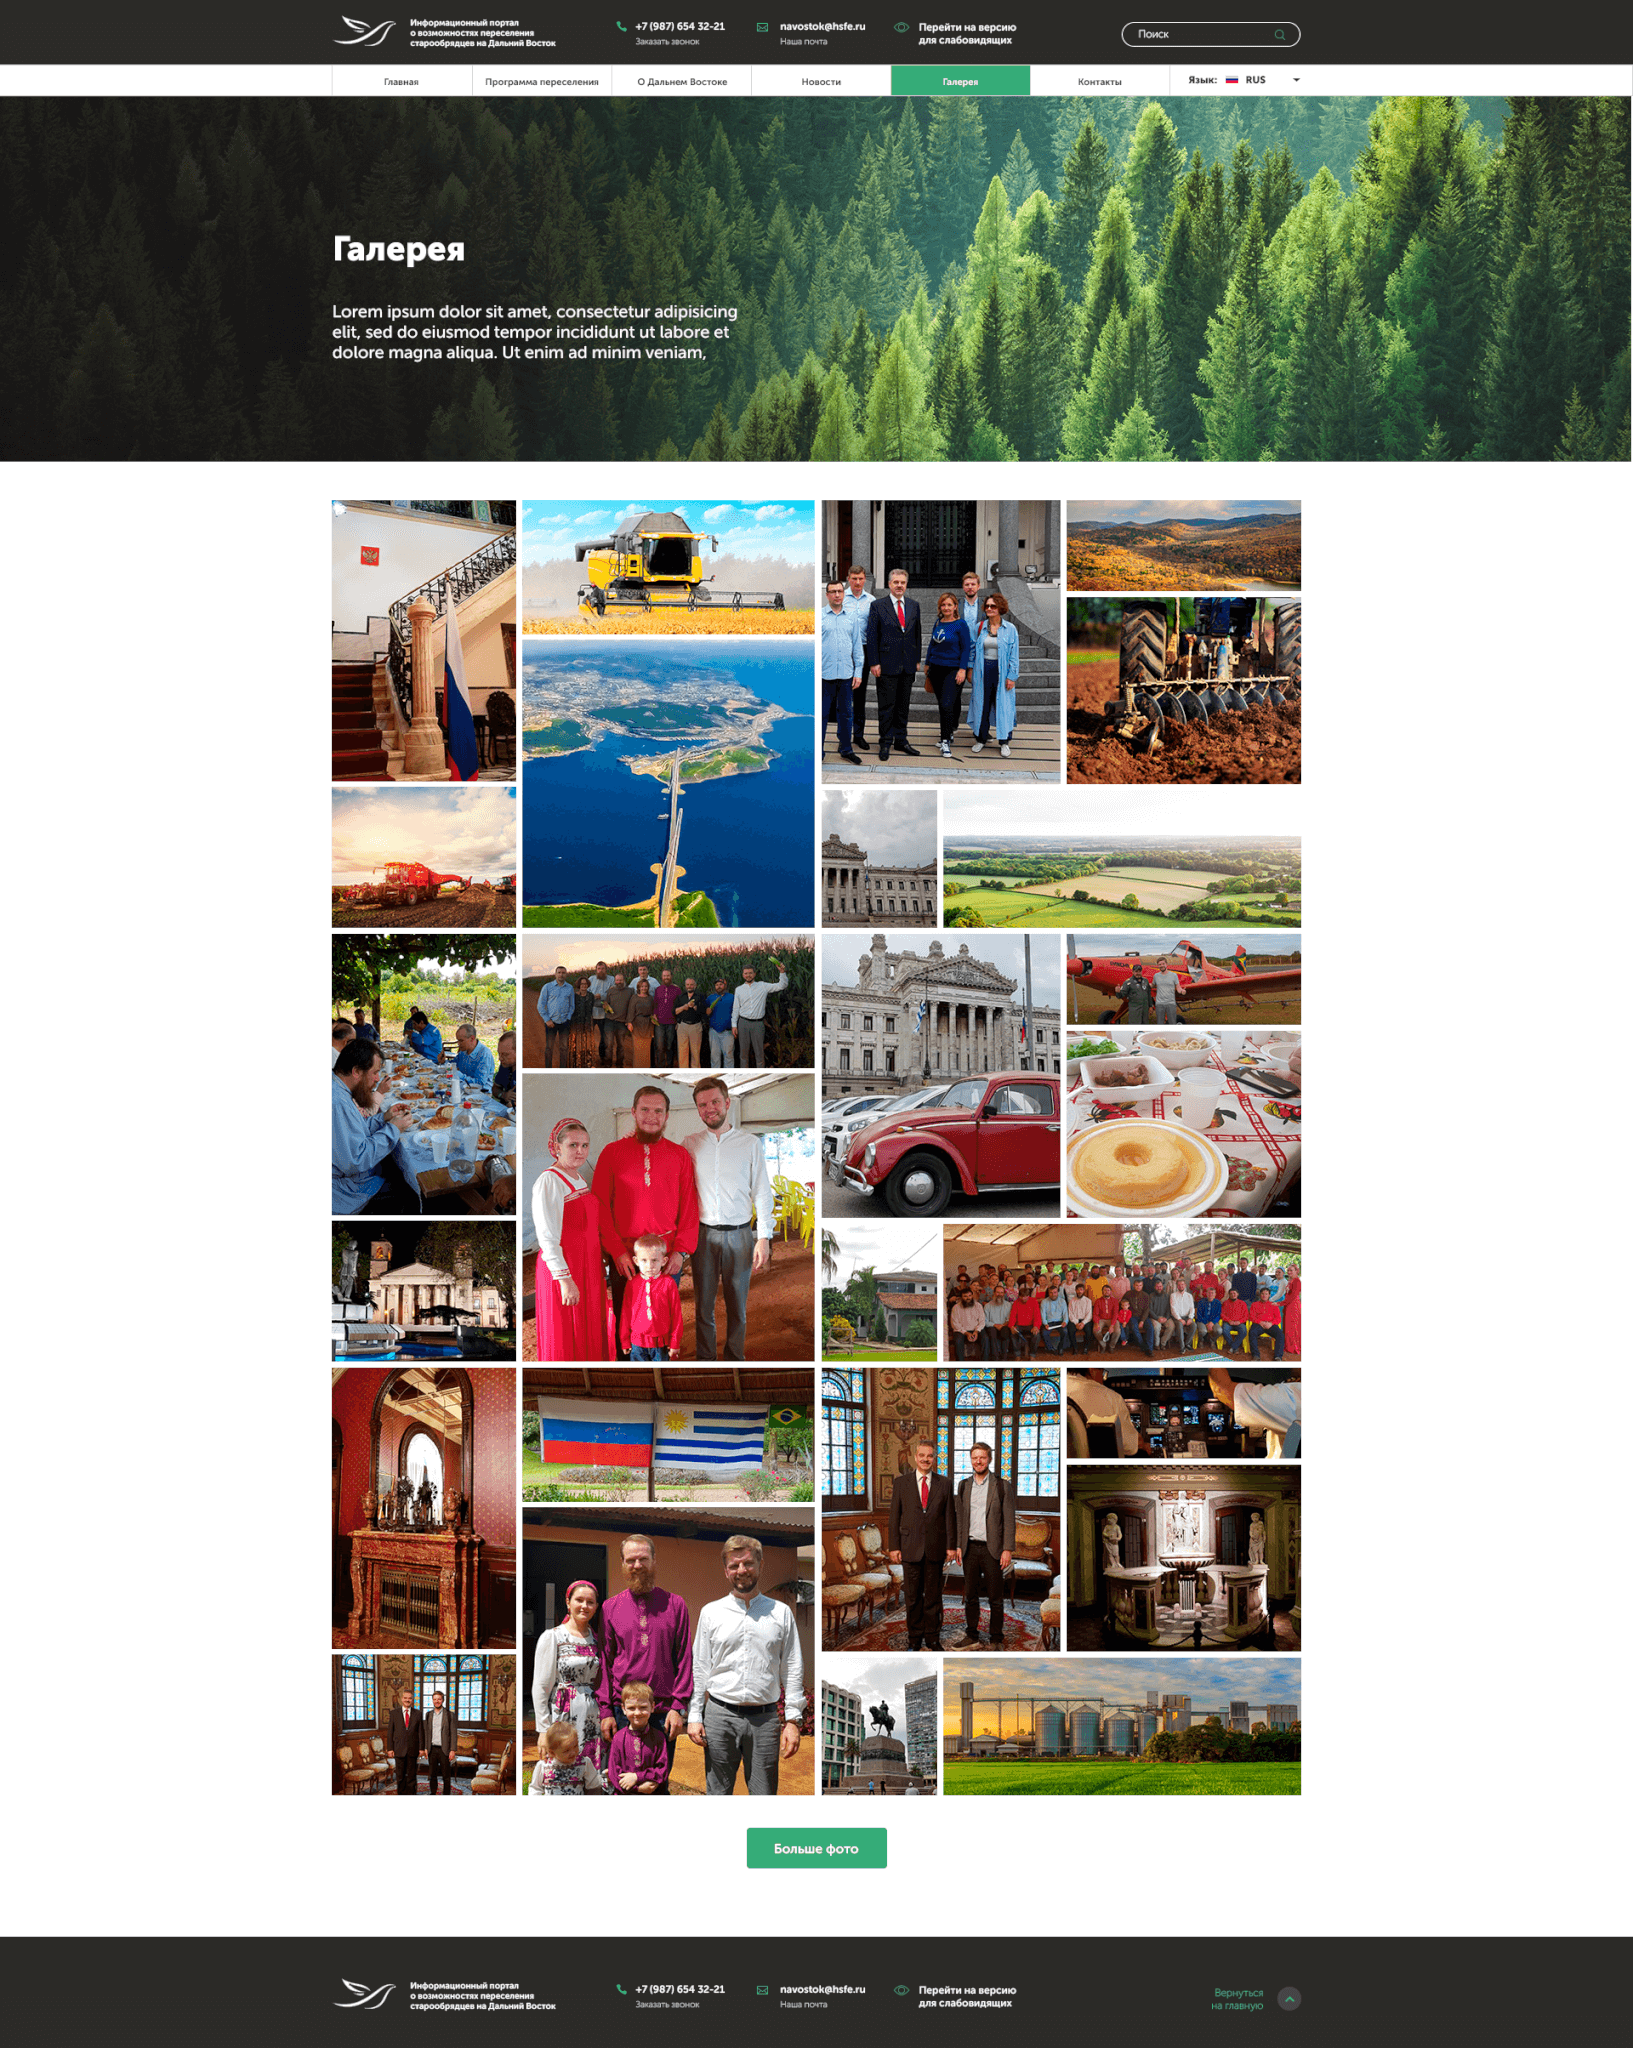 Информационный портал
о возможностях переселения
старообрядцев на Дальний Восток
+7 (987) 654 32-21
Заказать звонок
navostok@hsfe.ru
Наша почта
Перейти на версию
для слабовидящих
Поиск
Главная
Программа переселения
О Дальнем Востоке
Новости
Галерея
Контакты
Язык: RUS
Галерея
Lorem ipsum dolor sit amet, consectetur adipisicing
elit, sed do eiusmod tempor incididunt ut labore et
dolore magna aliqua. Ut enim ad minim veniam,
Больше фото
Информационный портал
о возможностях переселения
старообрядцев на Дальний Восток
+7 (987) 654 32-21
Заказать звонок
navostok@hsfe.ru
Наша почта
Перейти на версию
для слабовидящих
Вернуться
на главную